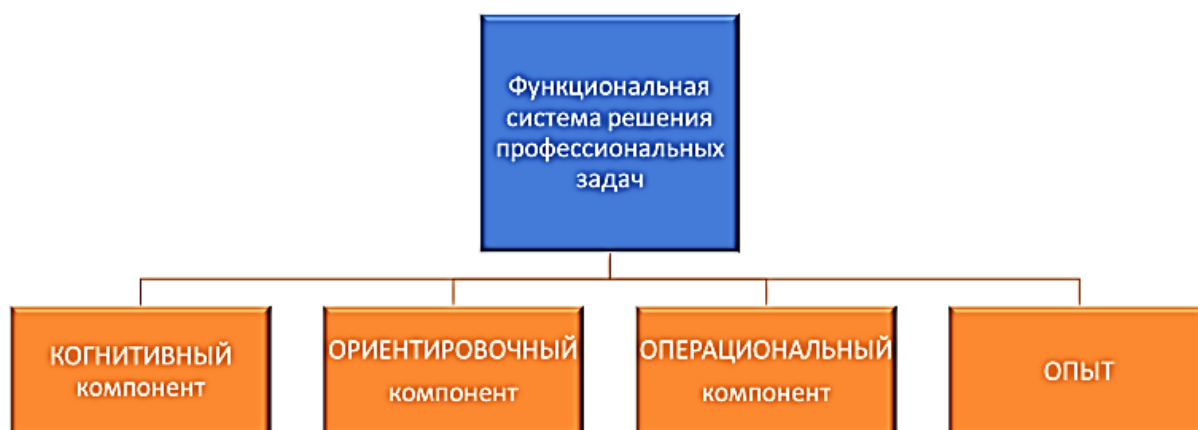 Функциональная
система решения
профессиональных
задач
КОГНИТИВНЫЙ
компонент
ОРИЕНТИРОВОЧНЫЙ
компонент
ОПЕРАЦИОНАЛЬНЫЙ
компонент
ОПЫТ